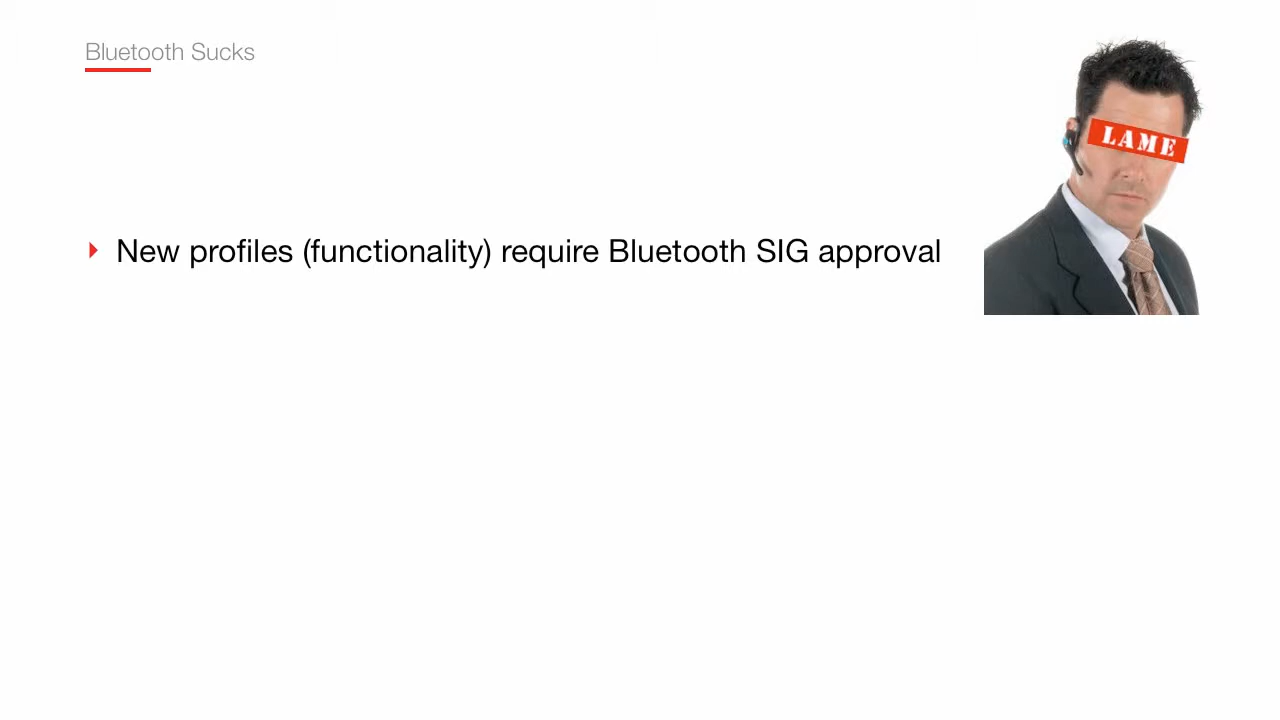 Bluetooth Sucks
LAME
New profiles (functionality) require Bluetooth SIG approval